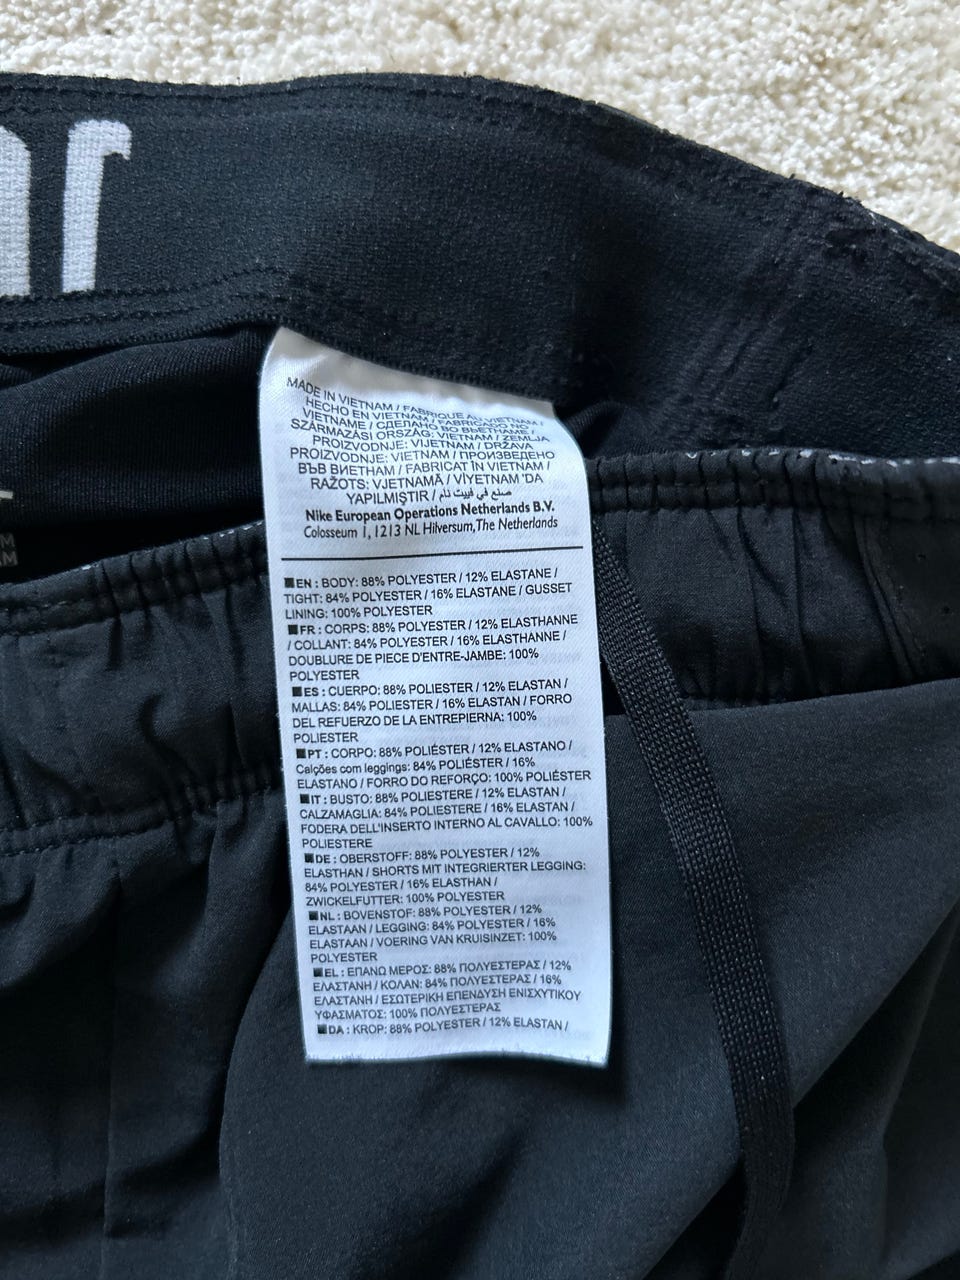 MADE IN VIETNAM / FABRIQUÉ AU VIETNAM /
HECHO EN VIETNAM / FABRICADO NO
VIETNAME / СДЕЛАНО ВО ВЬЕТНАМЕ /
SZÁRMAZÁSI ORSZÁG: VIETNAM / ZEMLJA
PROIZVODNJE: VIJETNAM / DRŽAVA
PROIZVODNJE: VIETNAM / ПРОИЗВЕДЕНО
ВЪВ ВИЕТНАМ / FABRICAT ÎN VIETNAM /
RAŽOTS: VJETNAMĀ / VİYETNAM 'DA
YAPILMIŞTIR / صنع في فييت نام
Nike European Operations Netherlands B.V.
Colosseum 1, 1213 NL Hilversum, The Netherlands
■ EN : BODY: 88% POLYESTER / 12% ELASTANE /
TIGHT: 84% POLYESTER / 16% ELASTANE / GUSSET
LINING: 100% POLYESTER
■ FR : CORPS: 88% POLYESTER / 12% ELASTHANNE
/ COLLANT: 84% POLYESTER / 16% ELASTHANNE /
DOUBLURE DE PIECE D'ENTRE-JAMBE: 100%
POLYESTER
■ ES : CUERPO: 88% POLIESTER / 12% ELASTAN /
MALLAS: 84% POLIESTER / 16% ELASTAN / FORRO
DEL REFUERZO DE LA ENTREPIERNA: 100%
POLIESTER
■ PT : CORPO: 88% POLIÉSTER / 12% ELASTANO /
Calções com leggings: 84% POLIÉSTER / 16%
ELASTANO / FORRO DO REFORÇO: 100% POLIÉSTER
■ IT : BUSTO: 88% POLIESTERE / 12% ELASTAN /
CALZAMAGLIA: 84% POLIESTERE / 16% ELASTAN /
FODERA DELL'INSERTO INTERNO AL CAVALLO: 100%
POLIESTERE
■ DE : OBERSTOFF: 88% POLYESTER / 12%
ELASTHAN / SHORTS MIT INTEGRIERTER LEGGING:
84% POLYESTER / 16% ELASTHAN /
ZWICKELFUTTER: 100% POLYESTER
■ NL : BOVENSTOF: 88% POLYESTER / 12%
ELASTAAN / LEGGING: 84% POLYESTER / 16%
ELASTAAN / VOERING VAN KRUISINZET: 100%
POLYESTER
■ EL : ΕΠΑΝΩ ΜΕΡΟΣ: 88% ΠΟΛΥΕΣΤΕΡΑΣ / 12%
ΕΛΑΣΤΑΝΗ / ΚΟΛΑΝ: 84% ΠΟΛΥΕΣΤΕΡΑΣ / 16%
ΕΛΑΣΤΑΝΗ / ΕΣΩΤΕΡΙΚΗ ΕΠΕΝΔΥΣΗ ΕΝΙΣΧΥΤΙΚΟΥ
ΥΦΑΣΜΑΤΟΣ: 100% ΠΟΛΥΕΣΤΕΡΑΣ
■ DA : KROP: 88% POLYESTER / 12% ELASTAN /